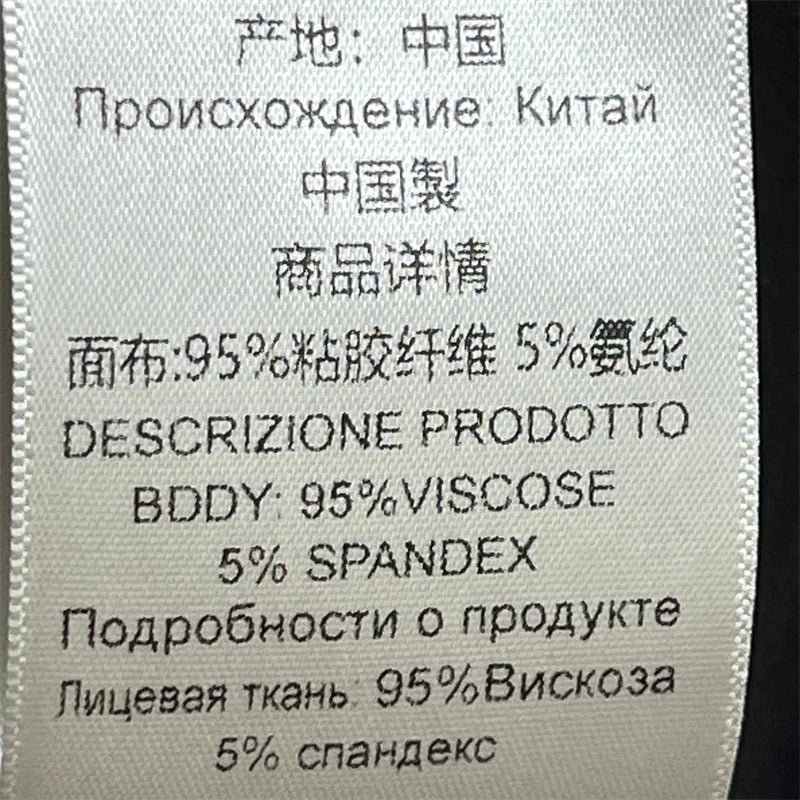 产地：中国
Происхождение: Китай
中国製
商品详情
面布:95%粘胶纤维 5%氨纶
DESCRIZIONE PRODOTTO
BDDY: 95%VISCOSE
5% SPANDEX
Подробности о продукте
Лицевая ткань: 95%Вискоза
5% спандекс